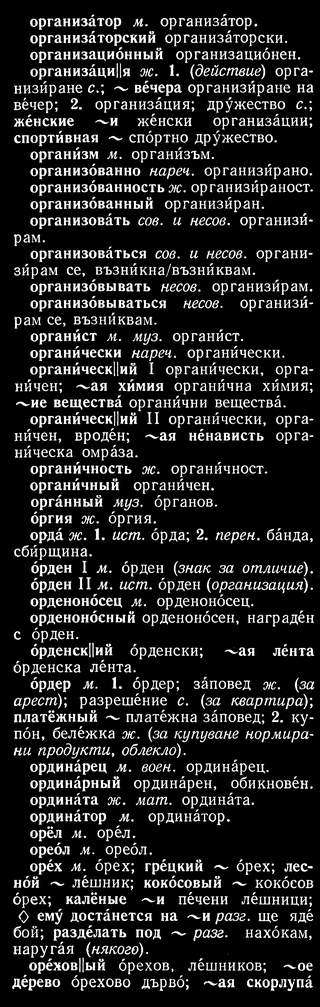 организа́тор м. организа́тор.
организа́торский организа́торски.
организацио́нный организацио́нен.
организа́ци||я ж. 1. (действие) орга-
низи́ране с.; ~ ве́чера организи́ране на
ве́чер; 2. организа́ция; дру́жество с.;
же́нские ~и же́нски организа́ции;
спорти́вная ~ спо́ртно дру́жество.
органи́зм м. органи́зъм.
организо́ванно нареч. организи́рано.
организо́ванность ж. организи́раност.
организо́ванный организи́ран.
организова́ть сов. и несов. организи́-
рам.
организова́ться сов. и несов. органи-
зи́рам се, възни́кна/възни́квам.
организо́вывать несов. организи́рам.
организо́вываться несов. организи́-
рам се, възни́квам.
органи́ст м. муз. органи́ст.
органи́чески нареч. органи́чески.
органи́ческ||ий I органи́чески, орга-
ни́чен; ~ая хи́мия органи́чна хи́мия;
~ие вещества́ органи́чни вещества́.
органи́ческ||ий II органи́чески, орга-
ни́чен, вроде́н; ~ая не́нависть орга-
ни́ческа омра́за.
органи́чность ж. органи́чност.
органи́чный органи́чен.
орга́нный муз. о́рганов.
о́ргия ж. о́ргия.
орда́ ж. 1. ист. о́рда; 2. перен. ба́нда,
сби́рщина.
о́рден I м. о́рден (знак за отличие).
о́рден II м. ист. о́рден (организация).
орденоно́сец м. орденоно́сец.
орденоно́сный орденоно́сен, награде́н
с о́рден.
о́рденск||ий о́рденски; ~ая ле́нта
о́рденска ле́нта.
о́рдер м. 1. о́рдер; за́повед ж. (за
арест); разреше́ние с. (за квартира);
платёжный ~ плате́жна за́повед; 2. ку-
по́н, беле́жка ж. (за купуване нормира-
ни продукти, облекло).
ордина́рец м. воен. ордина́рец.
ордина́рный ордина́рен, обикнове́н.
ордина́та ж. мат. ордина́та.
ордина́тор м. ордина́тор.
орёл м. оре́л.
орео́л м. орео́л.
оре́х м. о́рех; гре́цкий ~ о́рех; лес-
но́й ~ ле́шник; коко́совый ~ коко́сов
о́рех; калёные ~и пе́чени ле́шници;
◇ ему́ доста́нется на ~и разг. ще яде́
бой; разде́лать под ~ разг. нахо́кам,
наруга́я (някого).
оре́хов||ый о́рехов, ле́шников; ~ое
де́рево о́рехово дърво́; ~ая скорлупа́